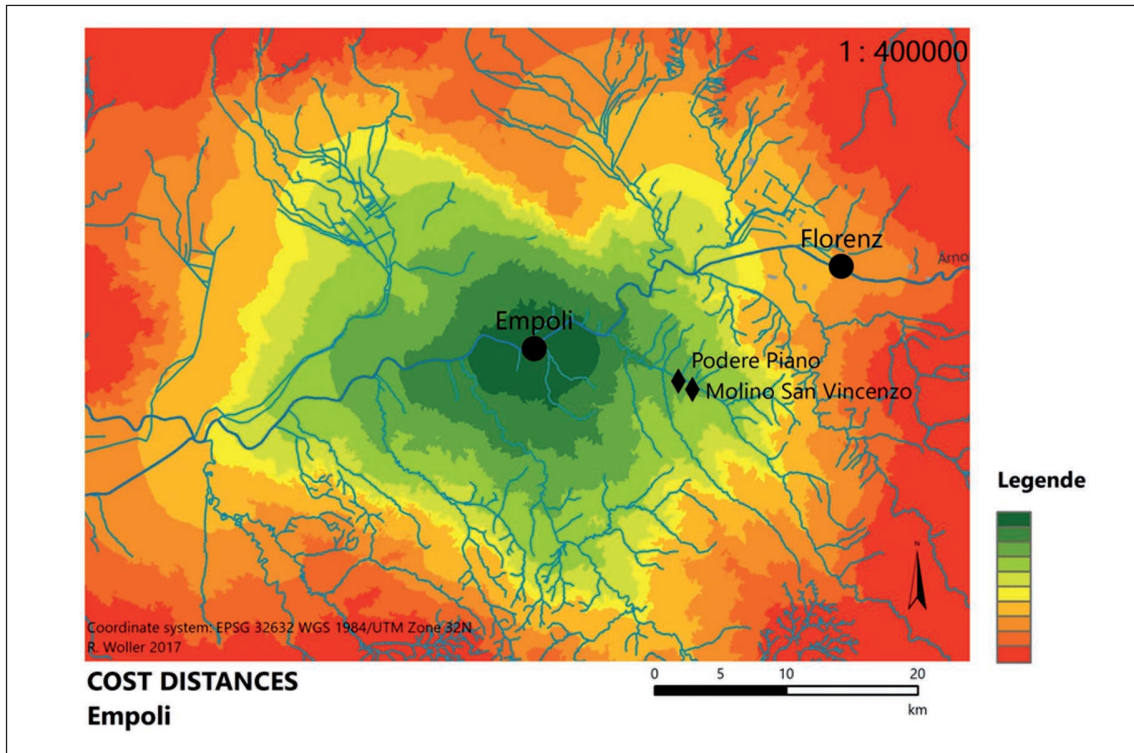 1 : 400000
Florenz
Arno
Empoli
Podere Piano
Molino San Vincenzo
Legende
N
Coordinate system: EPSG 32632 WGS 1984/UTM Zone 32N
R. Woller 2017
COST DISTANCES
Empoli
0 5 10 20
km